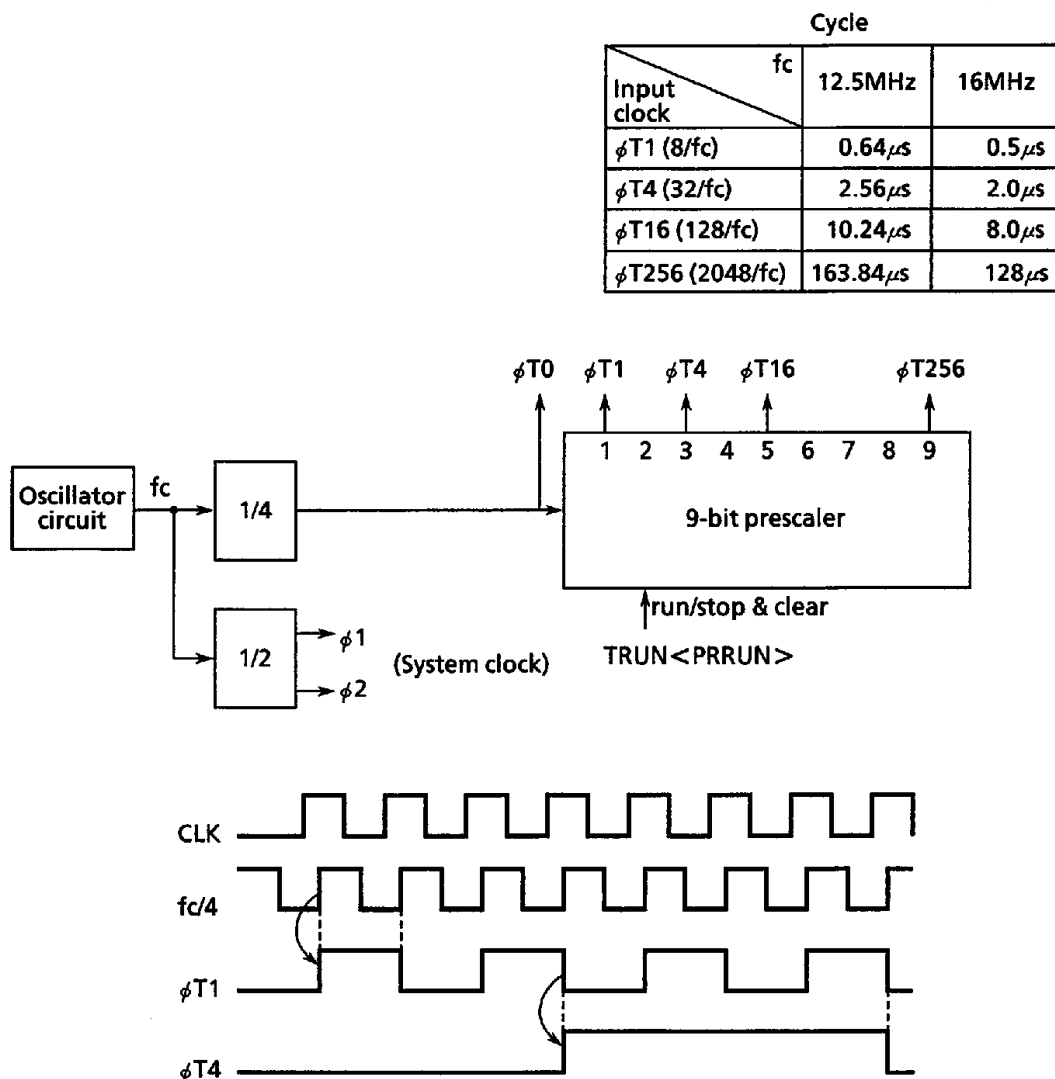 Cycle
fc
Input
clock
12.5MHz
16MHz
ϕT1 (8/fc) 0.64μs 0.5μs
ϕT4 (32/fc) 2.56μs 2.0μs
ϕT16 (128/fc) 10.24μs 8.0μs
ϕT256 (2048/fc) 163.84μs 128μs
ϕT0 ϕT1 ϕT4 ϕT16 ϕT256
1 2 3 4 5 6 7 8 9
Oscillator
circuit
fc
1/4
9-bit prescaler
run/stop & clear
TRUN<PRRUN>
1/2
ϕ1
ϕ2
(System clock)
CLK
fc/4
ϕT1
ϕT4